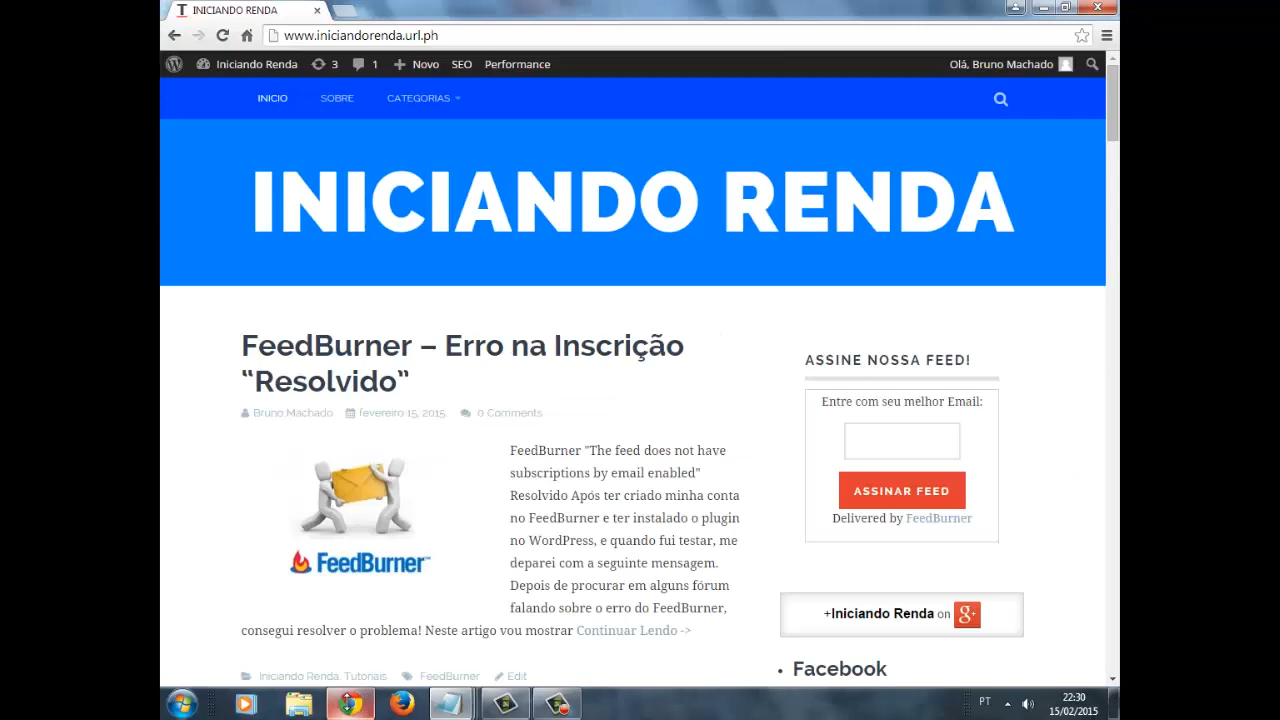 INICIANDO RENDA
www.iniciandorenda.url.ph
Iniciando Renda 3 1 Novo SEO Performance Olá, Bruno Machado
INICIO SOBRE CATEGORIAS
INICIANDO RENDA
FeedBurner – Erro na Inscrição
“Resolvido”
Bruno Machado fevereiro 15, 2015 0 Comments
FeedBurner
FeedBurner "The feed does not have
subscriptions by email enabled"
Resolvido Após ter criado minha conta
no FeedBurner e ter instalado o plugin
no WordPress, e quando fui testar, me
deparei com a seguinte mensagem.
Depois de procurar em alguns fórum
falando sobre o erro do FeedBurner,
consegui resolver o problema! Neste artigo vou mostrar Continuar Lendo ->
Iniciando Renda, Tutoriais FeedBurner Edit
ASSINE NOSSA FEED!
Entre com seu melhor Email:
ASSINAR FEED
Delivered by FeedBurner
+Iniciando Renda on g+
Facebook
PT 22:30
15/02/2015